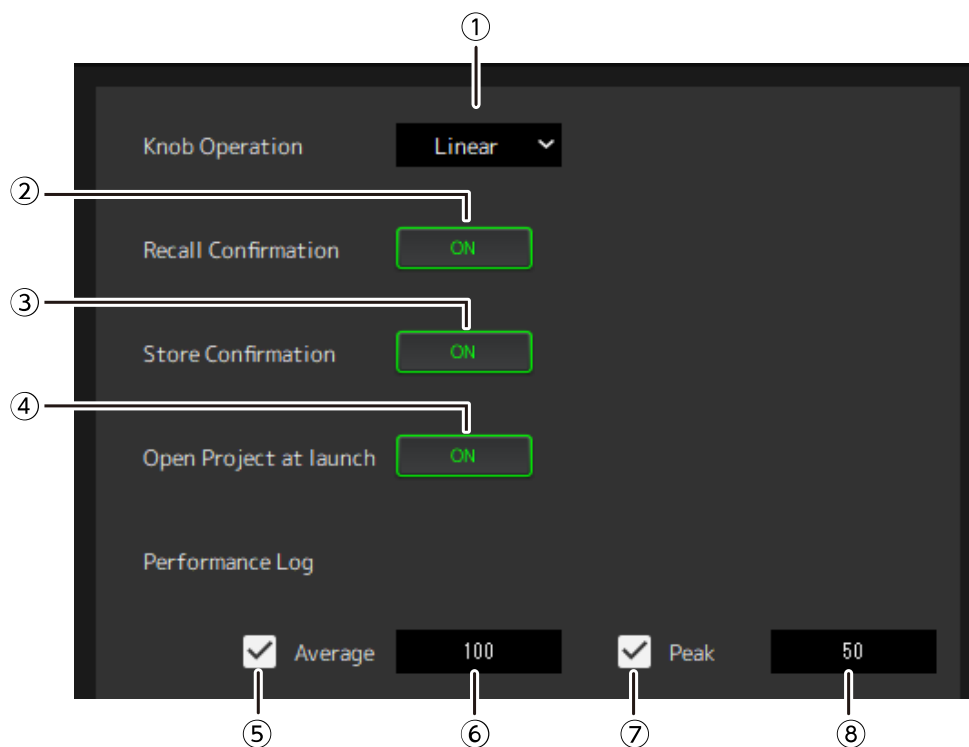 ①
Knob Operation Linear
②
Recall Confirmation ON
③
Store Confirmation ON
④
Open Project at launch ON
Performance Log
Average 100 Peak 50
⑤ ⑥ ⑦ ⑧